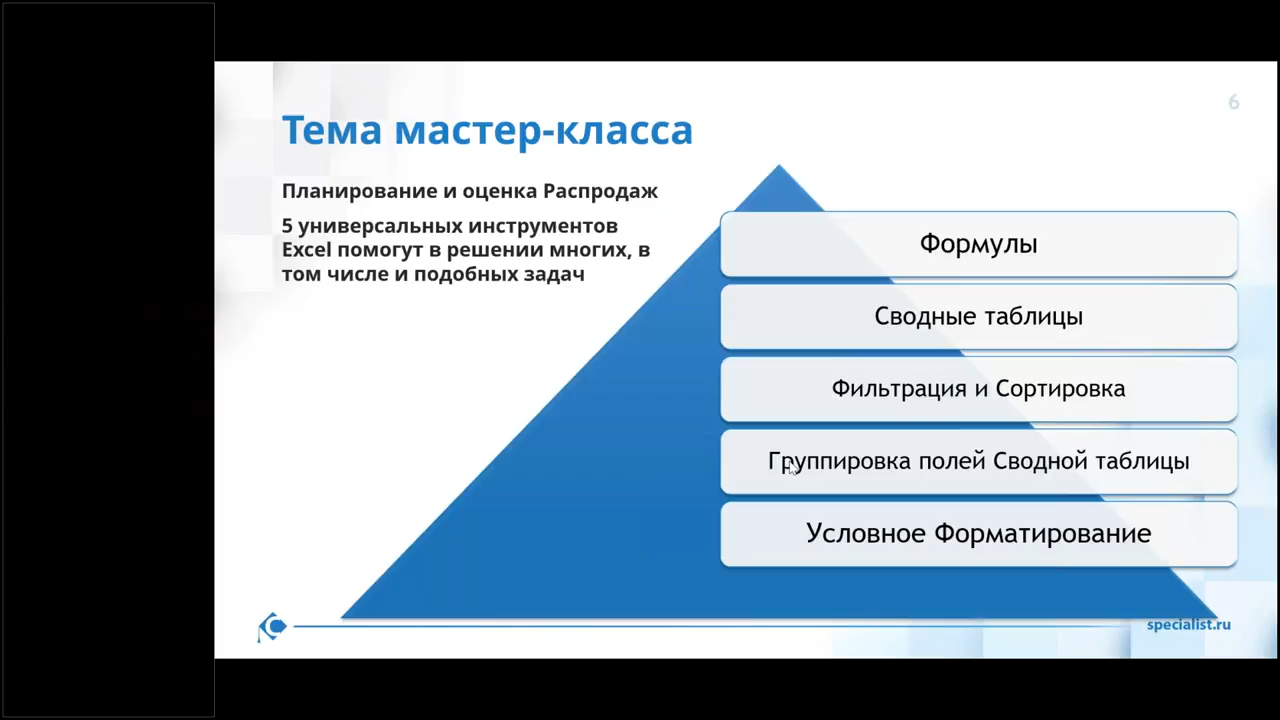 6
Тема мастер-класса
Планирование и оценка Распродаж
5 универсальных инструментов
Excel помогут в решении многих, в
том числе и подобных задач
Формулы
Сводные таблицы
Фильтрация и Сортировка
Группировка полей Сводной таблицы
Условное Форматирование
specialist.ru